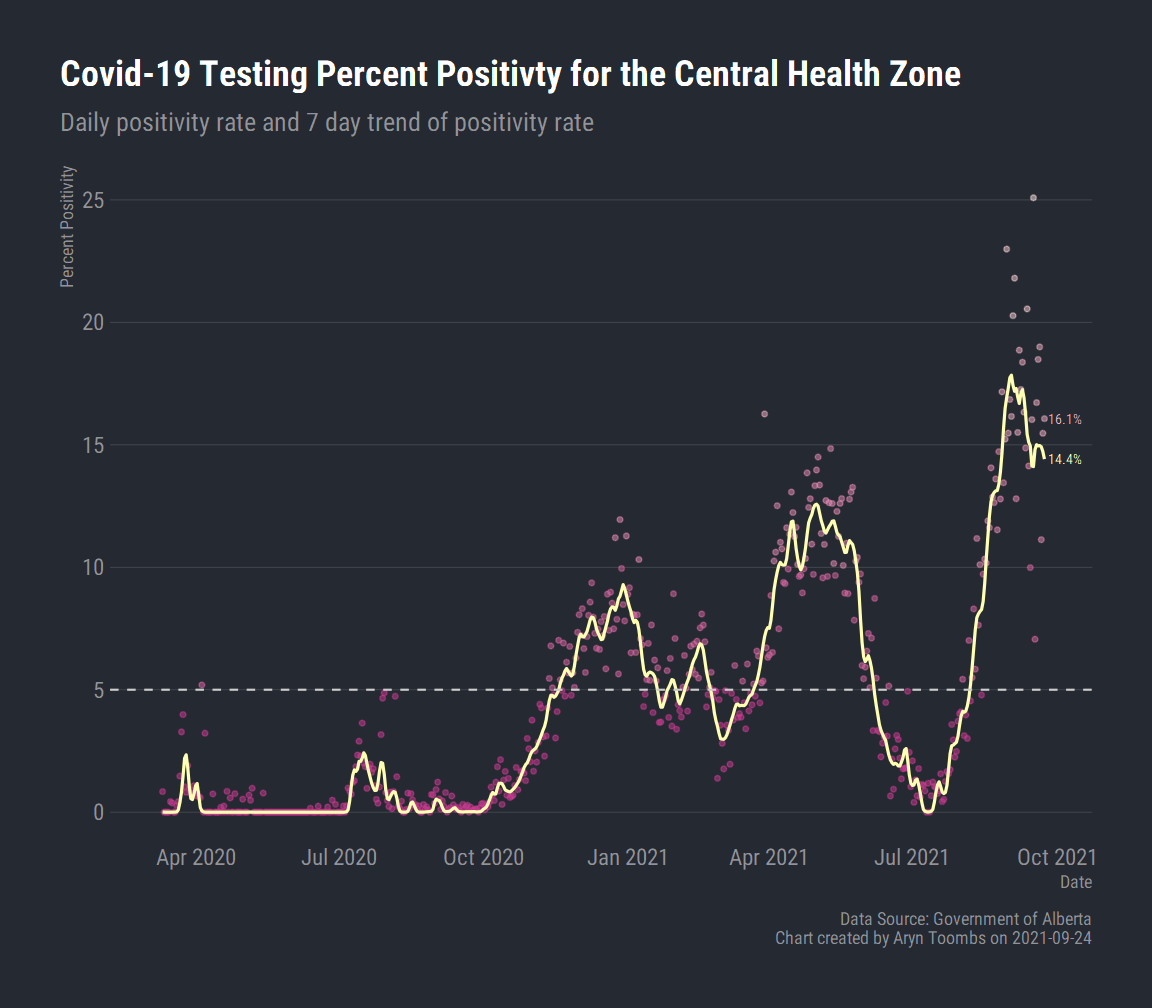 Covid-19 Testing Percent Positivty for the Central Health Zone
Daily positivity rate and 7 day trend of positivity rate
Percent Positivity
25
20
15
10
5
0
16.1%
14.4%
Apr 2020 Jul 2020 Oct 2020 Jan 2021 Apr 2021 Jul 2021 Oct 2021
Date
Data Source: Government of Alberta
Chart created by Aryn Toombs on 2021-09-24